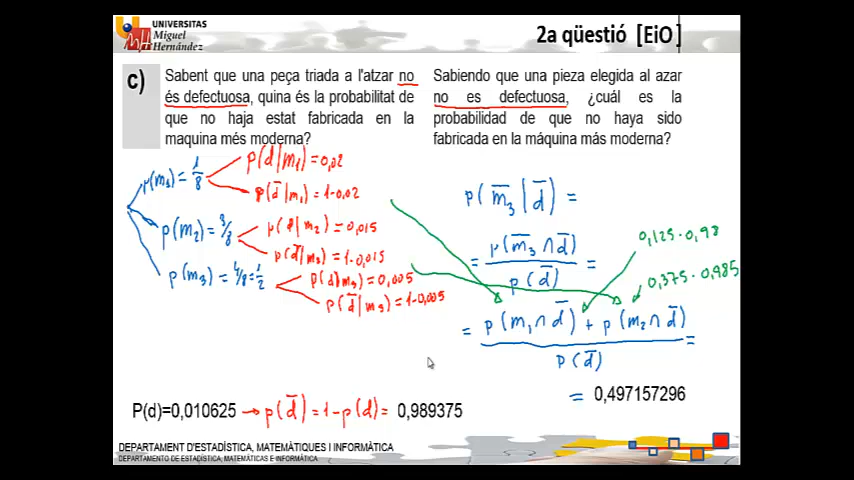 UNIVERSITAS
Miguel
Hernández
2a qüestió [EiO]
c)
Sabent que una peça triada a l'atzar no
és defectuosa, quina és la probabilitat de
que no haja estat fabricada en la
maquina més moderna?
Sabiendo que una pieza elegida al azar
no es defectuosa, ¿cuál es la
probabilidad de que no haya sido
fabricada en la máquina más moderna?
p(m₁) = 1/8
p(d|m₁) = 0,02
p(d̅|m₁) = 1-0,02
p(m₂) = 3/8
p(d|m₂) = 0,015
p(d̅|m₂) = 1-0,015
p(m₃) = 4/8 = 1/2
p(d|m₃) = 0,005
p(d̅|m₃) = 1-0,005
p(m̅₃|d̅) =
= p(m̅₃∩d̅) / p(d̅) =
0,125·0,98
0,375·0,985
= p(m₁∩d̅) + p(m₂∩d̅) / p(d̅) =
= 0,497157296
P(d)=0,010625 → p(d̅) = 1-p(d) = 0,989375
DEPARTAMENT D'ESTADÍSTICA, MATEMÀTIQUES I INFORMÀTICA
DEPARTAMENTO DE ESTADÍSTICA, MATEMÁTICAS E INFORMÁTICA